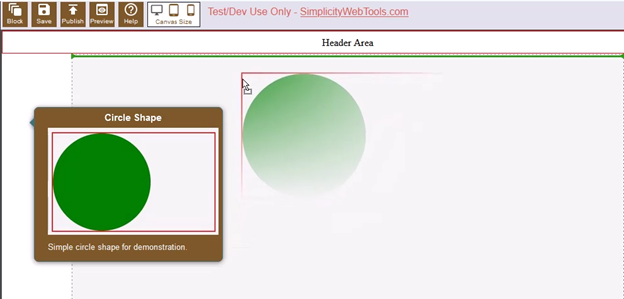 Block Save Publish Preview Help Canvas Size Test/Dev Use Only - SimplicityWebTools.com
Header Area
Circle Shape
Simple circle shape for demonstration.